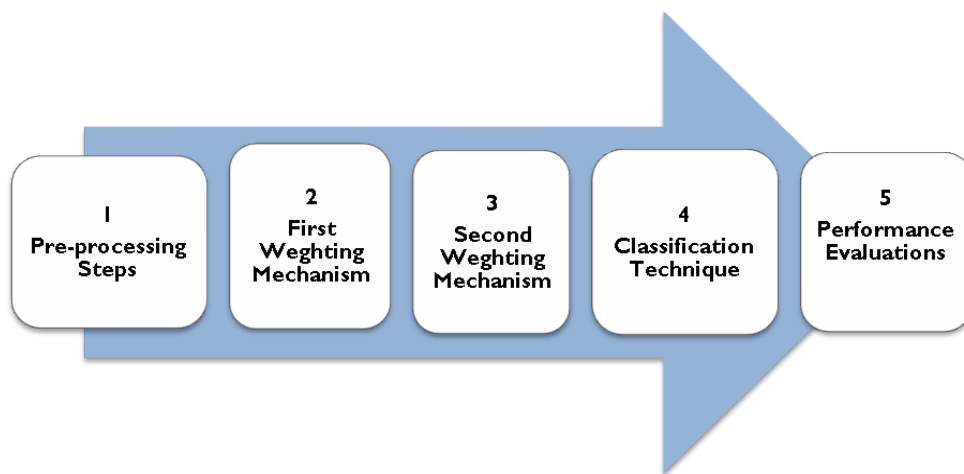 1
Pre-processing
Steps
2
First
Weghting
Mechanism
3
Second
Weghting
Mechanism
4
Classification
Technique
5
Performance
Evaluations